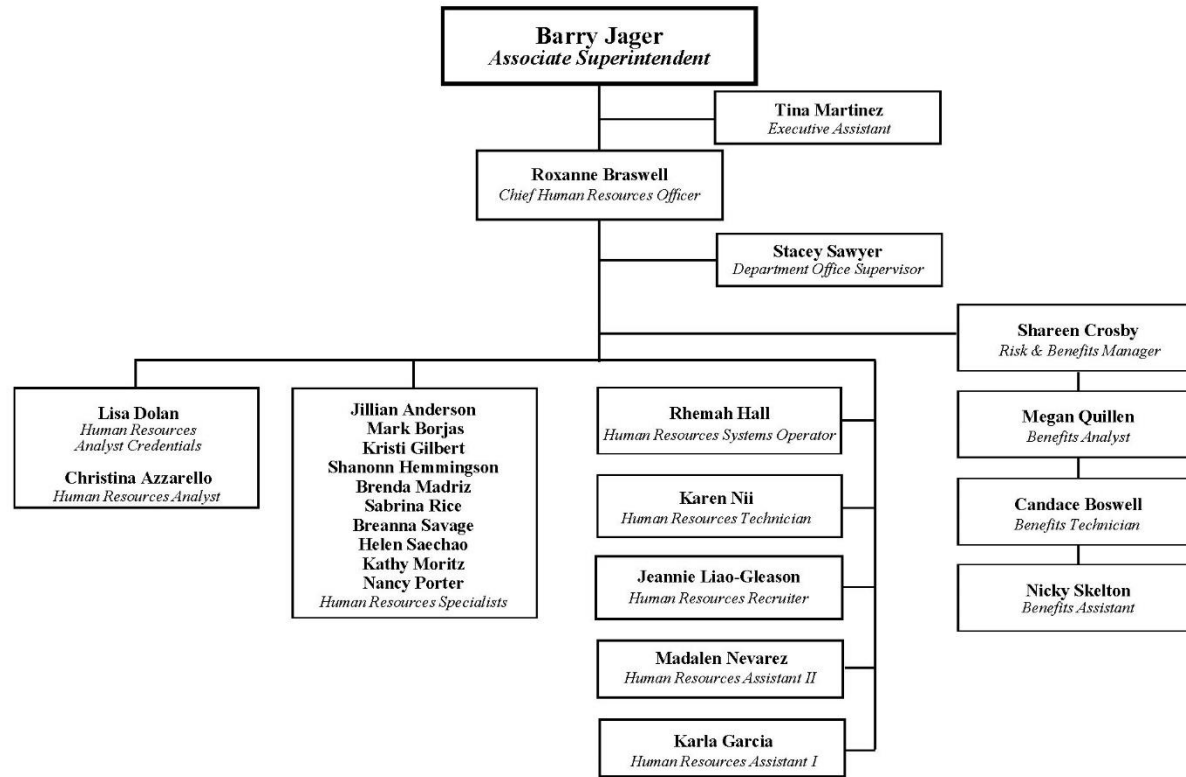 Barry Jager
Associate Superintendent
Tina Martinez
Executive Assistant
Roxanne Braswell
Chief Human Resources Officer
Stacey Sawyer
Department Office Supervisor
Shareen Crosby
Risk & Benefits Manager
Megan Quillen
Benefits Analyst
Candace Boswell
Benefits Technician
Nicky Skelton
Benefits Assistant
Lisa Dolan
Human Resources
Analyst Credentials
Christina Azzarello
Human Resources Analyst
Jillian Anderson
Mark Borjas
Kristi Gilbert
Shanonn Hemmingson
Brenda Madriz
Sabrina Rice
Breanna Savage
Helen Saechao
Kathy Moritz
Nancy Porter
Human Resources Specialists
Rhemah Hall
Human Resources Systems Operator
Karen Nii
Human Resources Technician
Jeannie Liao-Gleason
Human Resources Recruiter
Madalen Nevarez
Human Resources Assistant II
Karla Garcia
Human Resources Assistant I